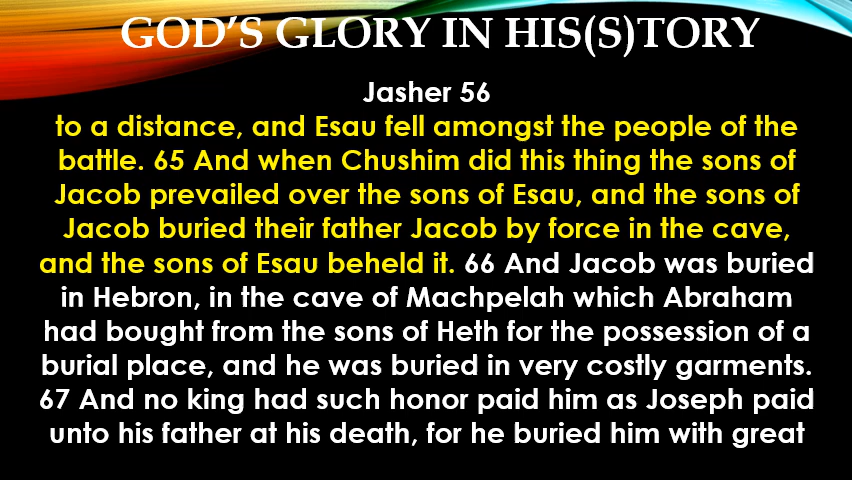 GOD’S GLORY IN HIS(S)TORY
Jasher 56
to a distance, and Esau fell amongst the people of the
battle. 65 And when Chushim did this thing the sons of
Jacob prevailed over the sons of Esau, and the sons of
Jacob buried their father Jacob by force in the cave,
and the sons of Esau beheld it. 66 And Jacob was buried
in Hebron, in the cave of Machpelah which Abraham
had bought from the sons of Heth for the possession of a
burial place, and he was buried in very costly garments.
67 And no king had such honor paid him as Joseph paid
unto his father at his death, for he buried him with great